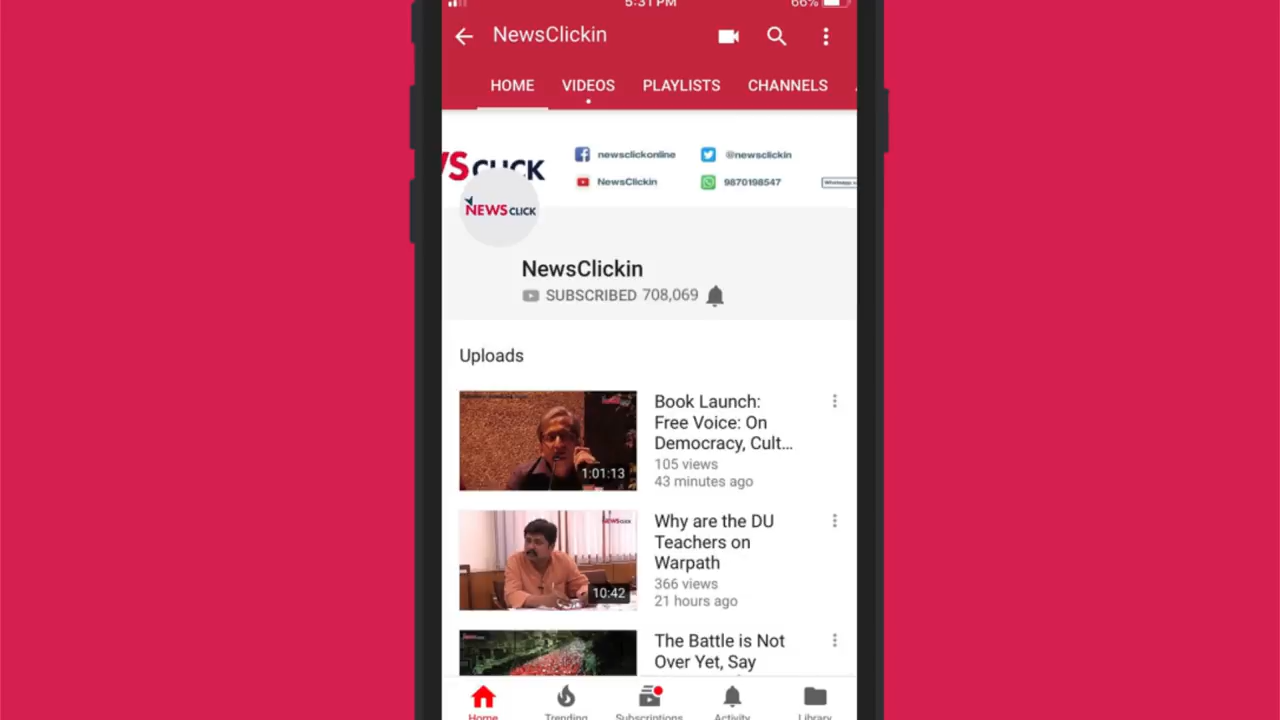 5:31 PM
66%
NewsClickin
HOME VIDEOS PLAYLISTS CHANNELS
WS CLICK
newsclickonline @newsclickin
NewsClickin 9870198547
NEWSCLICK
NewsClickin
SUBSCRIBED 708,069
Uploads
Book Launch:
Free Voice: On
Democracy, Cult...
105 views
43 minutes ago
1:01:13
NEWSCLICK
Why are the DU
Teachers on
Warpath
366 views
21 hours ago
10:42
The Battle is Not
Over Yet, Say
Home Trending Subscriptions Activity Library